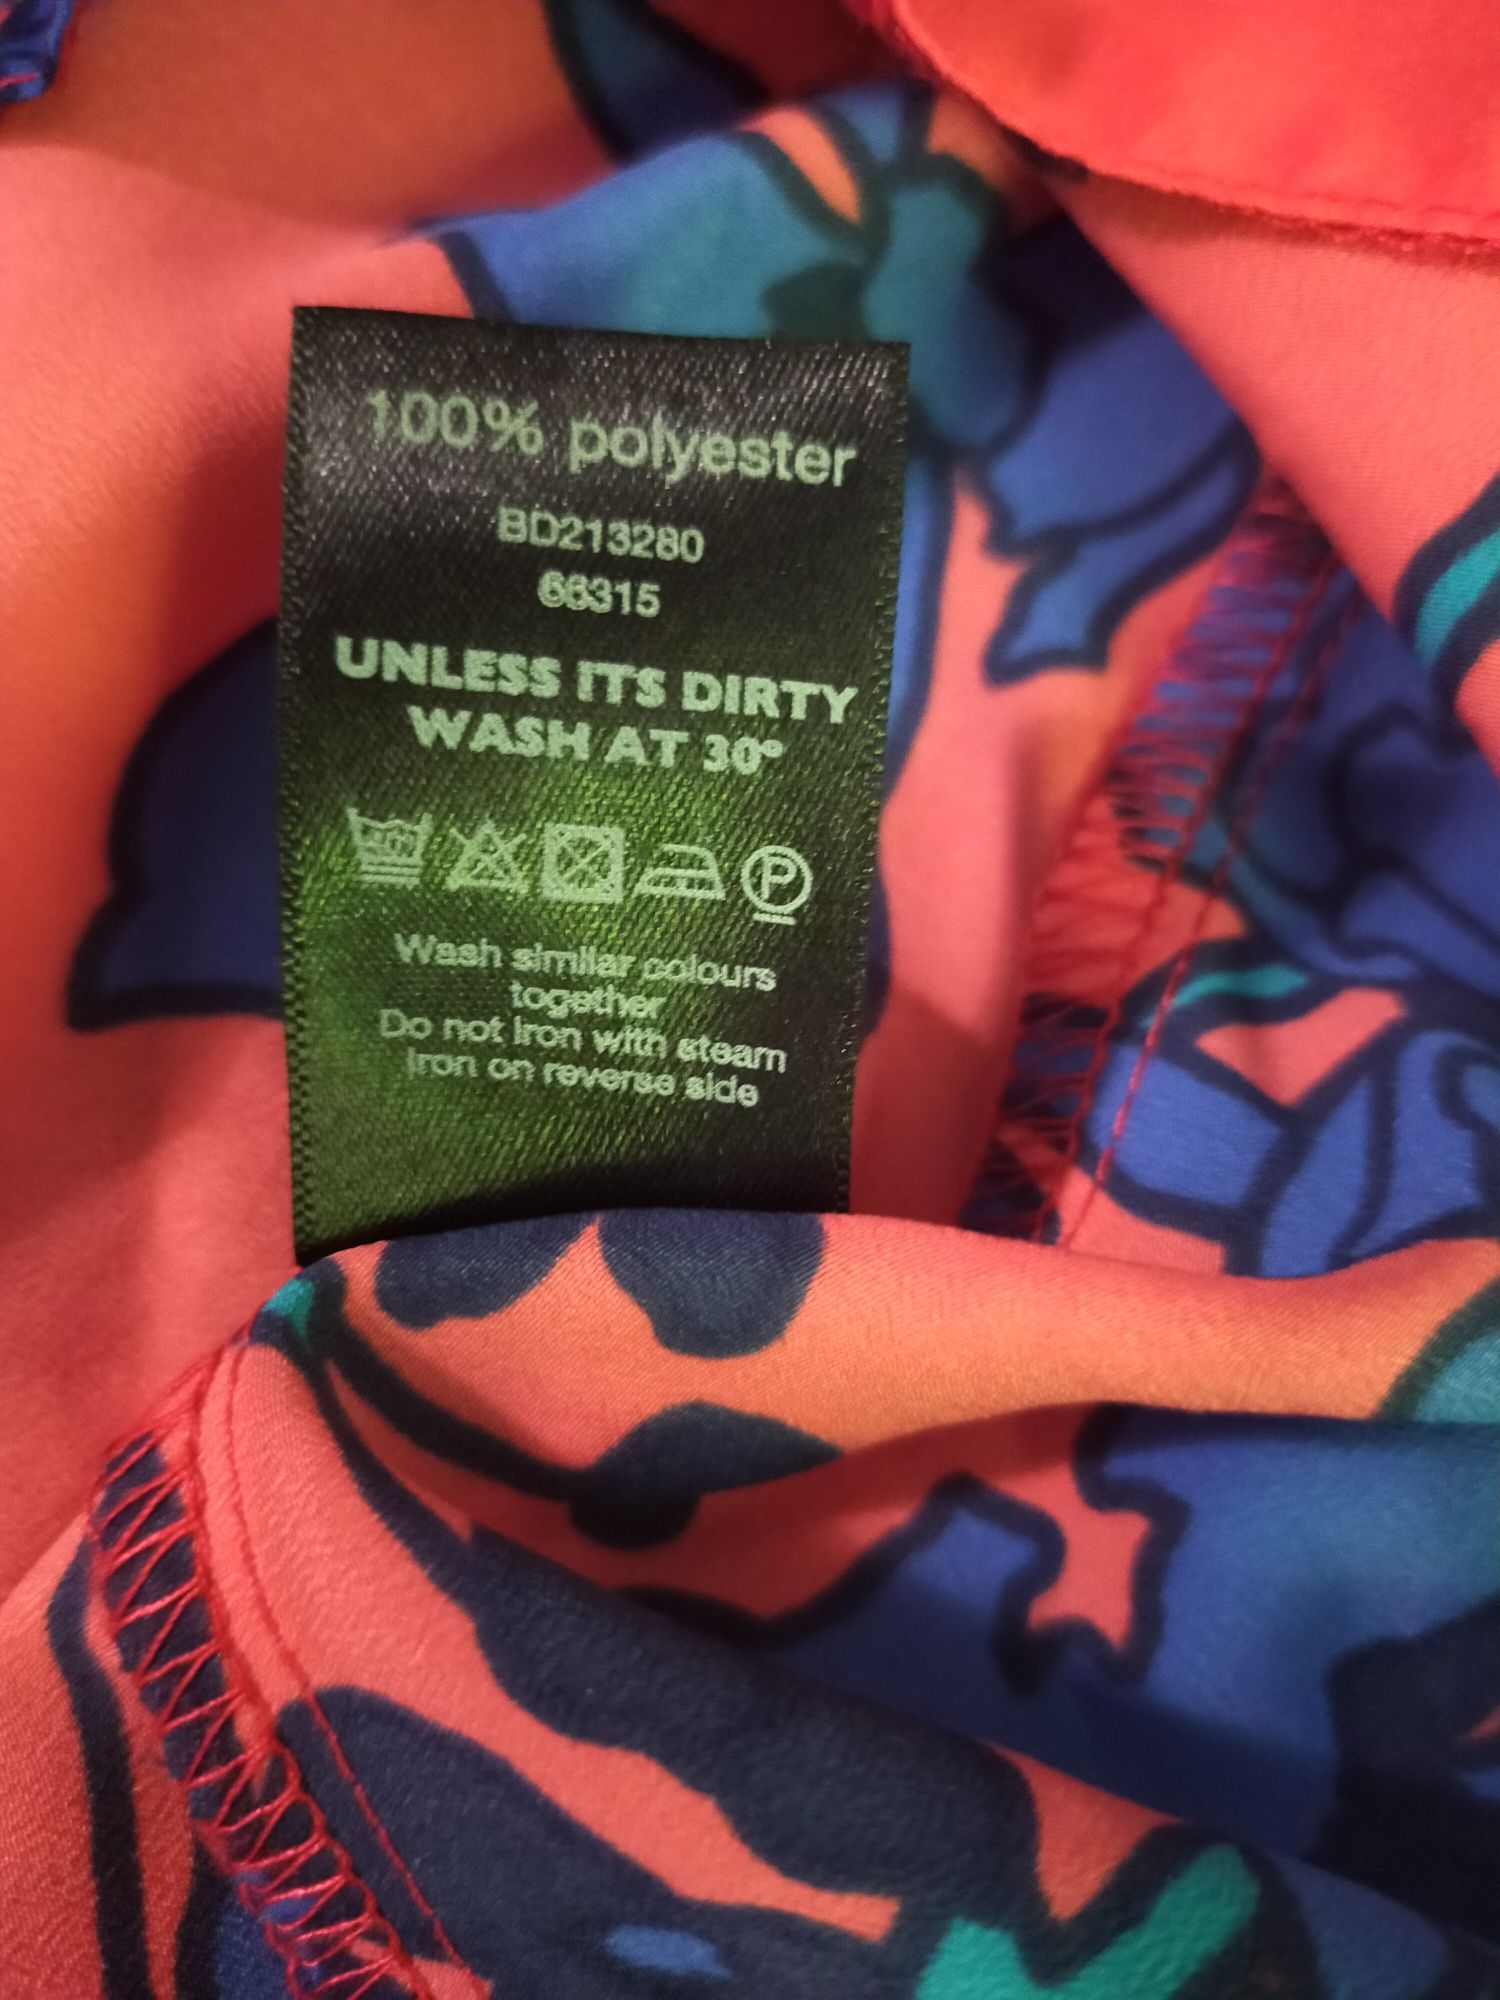 100% polyester
BD213280
66315
UNLESS ITS DIRTY
WASH AT 30°
40
P
Wash similar colours
together
Do not iron with steam
Iron on reverse side